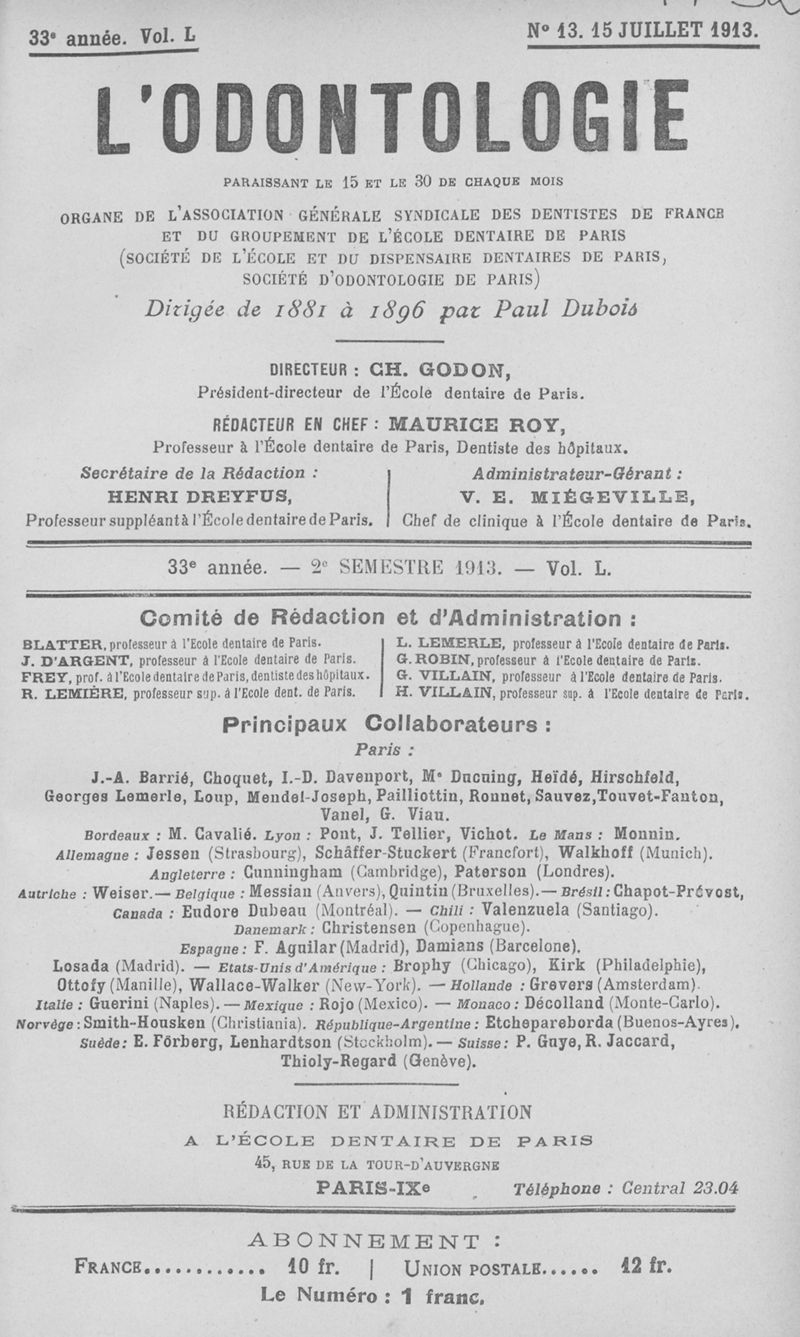 33e année. Vol. L
N° 13. 15 JUILLET 1913.
L'ODONTOLOGIE
PARAISSANT LE 15 ET LE 30 DE CHAQUE MOIS
ORGANE DE L'ASSOCIATION GÉNÉRALE SYNDICALE DES DENTISTES DE FRANCE
ET DU GROUPEMENT DE L'ÉCOLE DENTAIRE DE PARIS
(SOCIÉTÉ DE L'ÉCOLE ET DU DISPENSAIRE DENTAIRES DE PARIS,
SOCIÉTÉ D'ODONTOLOGIE DE PARIS)
Dirigée de 1881 à 1896 par Paul Dubois
DIRECTEUR : CH. GODON,
Président-directeur de l'École dentaire de Paris.
RÉDACTEUR EN CHEF : MAURICE ROY,
Professeur à l'École dentaire de Paris, Dentiste des hôpitaux.
Secrétaire de la Rédaction :
HENRI DREYFUS,
Professeur suppléant à l'École dentaire de Paris.
Administrateur-Gérant :
V. E. MIÉGEVILLE,
Chef de clinique à l'École dentaire de Paris.
33e année. — 2e SEMESTRE 1913. — Vol. L.
Comité de Rédaction et d'Administration :
BLATTER, professeur à l'Ecole dentaire de Paris.
J. D'ARGENT, professeur à l'Ecole dentaire de Paris.
FREY, prof. à l'Ecole dentaire de Paris, dentiste des hôpitaux.
R. LEMIÈRE, professeur sup. à l'Ecole dent. de Paris.
L. LEMERLE, professeur à l'Ecole dentaire de Paris.
G. ROBIN, professeur à l'Ecole dentaire de Paris.
G. VILLAIN, professeur à l'Ecole dentaire de Paris.
H. VILLAIN, professeur sup. à l'Ecole dentaire de Paris.
Principaux Collaborateurs :
Paris :
J.-A. Barrié, Choquet, I.-D. Davenport, Me Ducuing, Heïdé, Hirschfeld,
Georges Lemerle, Loup, Mendel-Joseph, Pailliottin, Ronnet, Sauvez, Touvet-Fanton,
Vanel, G. Viau.
Bordeaux : M. Cavalié. Lyon : Pont, J. Tellier, Vichot. Le Mans : Monnin.
Allemagne : Jessen (Strasbourg), Schâffer-Stuckert (Francfort), Walkhoff (Munich).
Angleterre : Cunningham (Cambridge), Paterson (Londres).
Autriche : Weiser. — Belgique : Messian (Anvers), Quintin (Bruxelles). — Brésil : Chapot-Prévost,
Canada : Eudore Dubeau (Montréal). — Chili : Valenzuela (Santiago).
Danemark : Christensen (Copenhague).
Espagne : F. Aguilar (Madrid), Damians (Barcelone).
Losada (Madrid). — Etats-Unis d'Amérique : Brophy (Chicago), Kirk (Philadelphie),
Ottofy (Manille), Wallace-Walker (New-York). — Hollande : Grevers (Amsterdam).
Italie : Guerini (Naples). — Mexique : Rojo (Mexico). — Monaco : Décolland (Monte-Carlo).
Norvège : Smith-Housken (Christiania). République-Argentine : Etchepareborda (Buenos-Ayres).
Suède : E. Förberg, Lenhardtson (Stockholm). — Suisse : P. Guye, R. Jaccard,
Thioly-Regard (Genève).
RÉDACTION ET ADMINISTRATION
A L'ÉCOLE DENTAIRE DE PARIS
45, RUE DE LA TOUR-D'AUVERGNE
PARIS-IXe
Téléphone : Central 23.04
ABONNEMENT :
FRANCE............ 10 fr. | UNION POSTALE...... 12 fr.
Le Numéro : 1 franc.